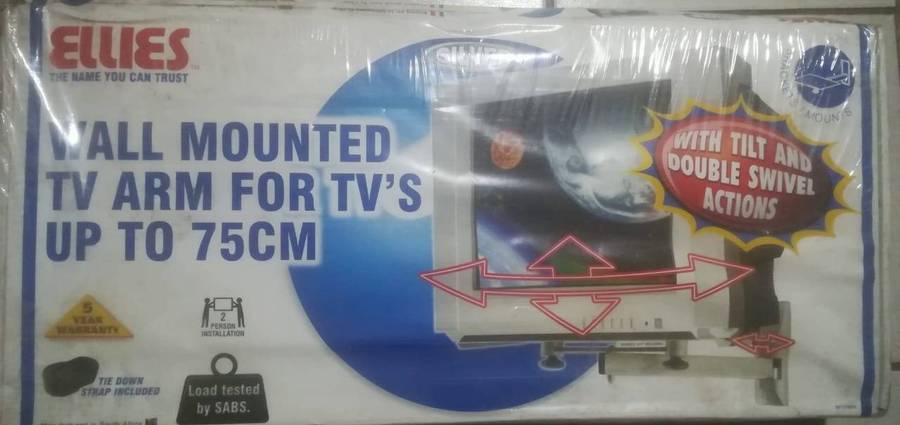 ELLIES
THE NAME YOU CAN TRUST
WALL MOUNTED
TV ARM FOR TV'S
UP TO 75CM
WITH TILT AND
DOUBLE SWIVEL
ACTIONS
5
YEAR
WARRANTY
2
PERSON
INSTALLATION
TIE DOWN
STRAP INCLUDED
Load tested
by SABS.